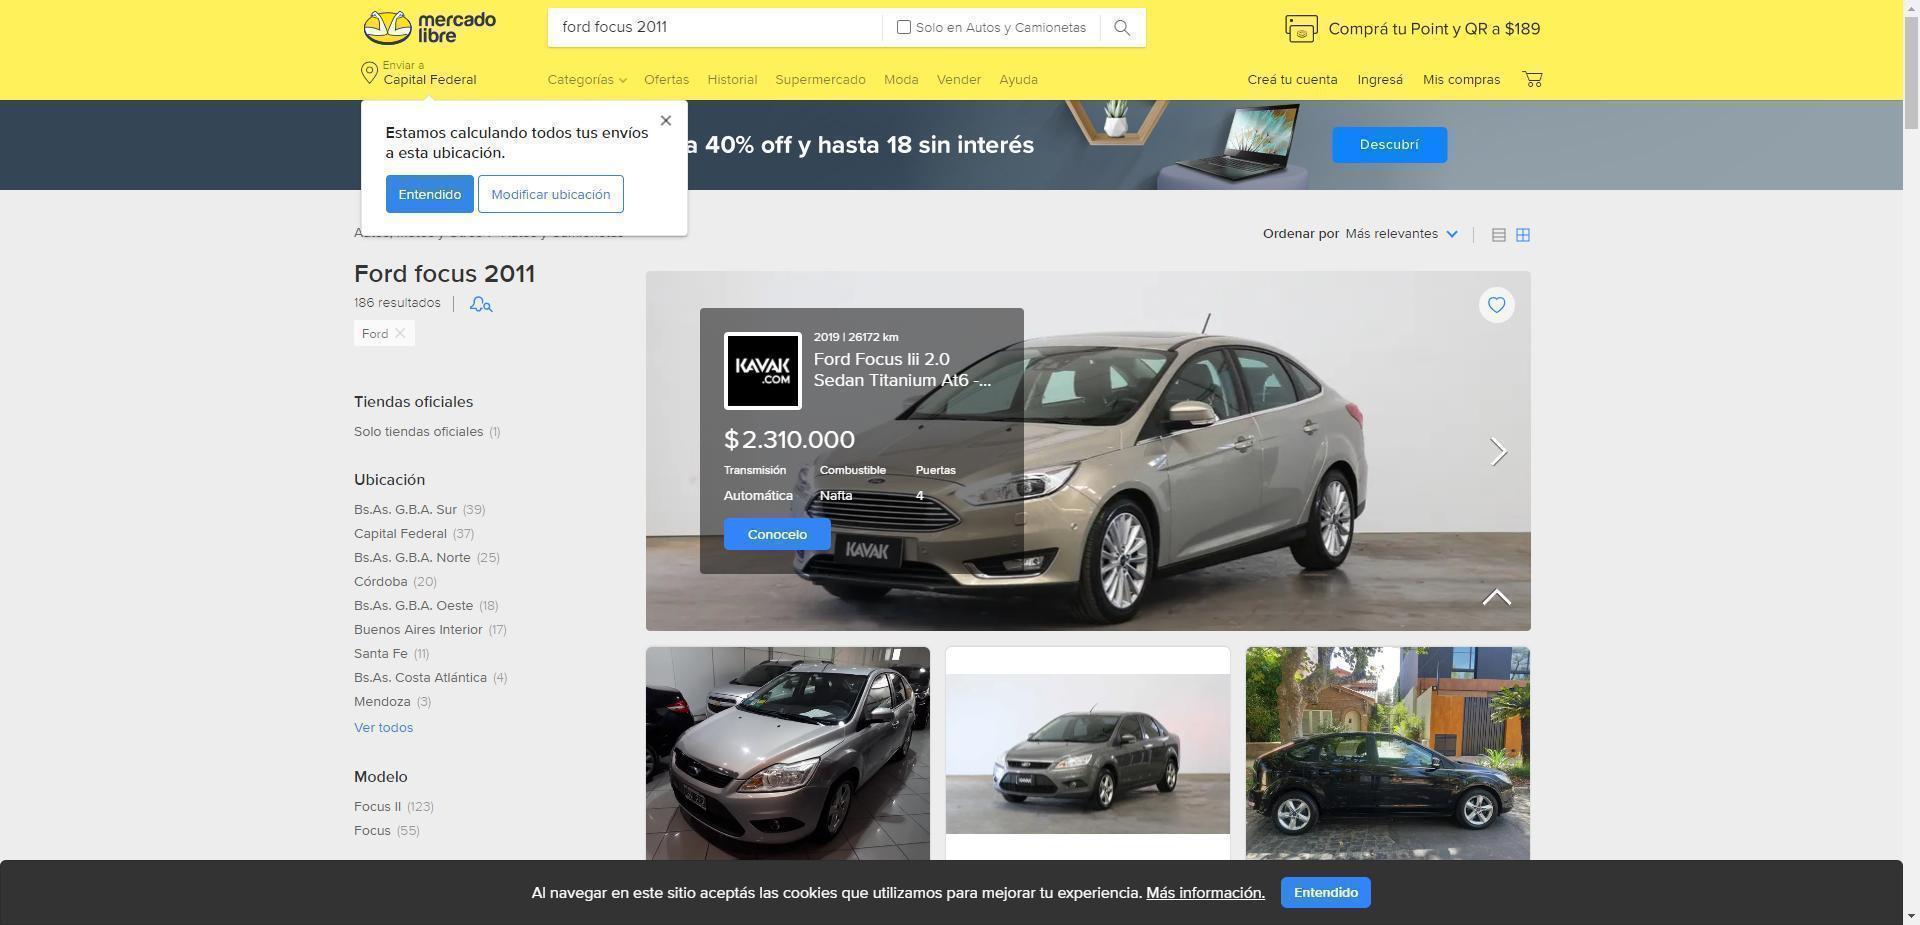 mercado
libre
ford focus 2011
Solo en Autos y Camionetas
Comprá tu Point y QR a $189
Enviar a
Capital Federal
Categorías
Ofertas
Historial
Supermercado
Moda
Vender
Ayuda
Creá tu cuenta
Ingresá
Mis compras
Estamos calculando todos tus envíos
a esta ubicación.
Entendido
Modificar ubicación
a 40% off y hasta 18 sin interés
Descubrí
Ordenar por Más relevantes
Ford focus 2011
186 resultados
Ford
Tiendas oficiales
Solo tiendas oficiales (1)
Ubicación
Bs.As. G.B.A. Sur (39)
Capital Federal (37)
Bs.As. G.B.A. Norte (25)
Córdoba (20)
Bs.As. G.B.A. Oeste (18)
Buenos Aires Interior (17)
Santa Fe (11)
Bs.As. Costa Atlántica (4)
Mendoza (3)
Ver todos
Modelo
Focus II (123)
Focus (55)
KAVAK
.COM
2019 | 26172 km
Ford Focus Iii 2.0
Sedan Titanium At6 -...
$ 2.310.000
Transmisión Combustible Puertas
Automática Nafta 4
Conocelo
KAVAK
Al navegar en este sitio aceptás las cookies que utilizamos para mejorar tu experiencia. Más información.
Entendido